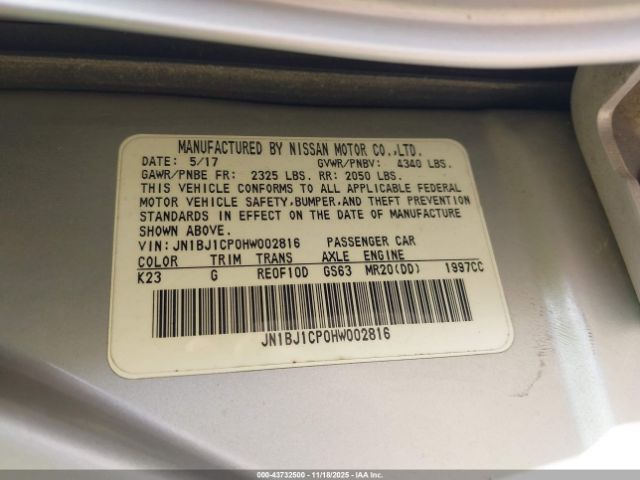 MANUFACTURED BY NISSAN MOTOR CO.,LTD.
DATE: 5/17 GVWR/PNBV: 4340 LBS.
GAWR/PNBE FR: 2325 LBS. RR: 2050 LBS.
THIS VEHICLE CONFORMS TO ALL APPLICABLE FEDERAL
MOTOR VEHICLE SAFETY, BUMPER, AND THEFT PREVENTION
STANDARDS IN EFFECT ON THE DATE OF MANUFACTURE
SHOWN ABOVE.
VIN: JN1BJ1CP0HW002816 PASSENGER CAR
COLOR TRIM TRANS AXLE ENGINE
K23 G RE0F10D GS63 MR20(DD) 1997CC
JN1BJ1CP0HW002816
000-43732500 - 11/18/2025 - IAAI.COM